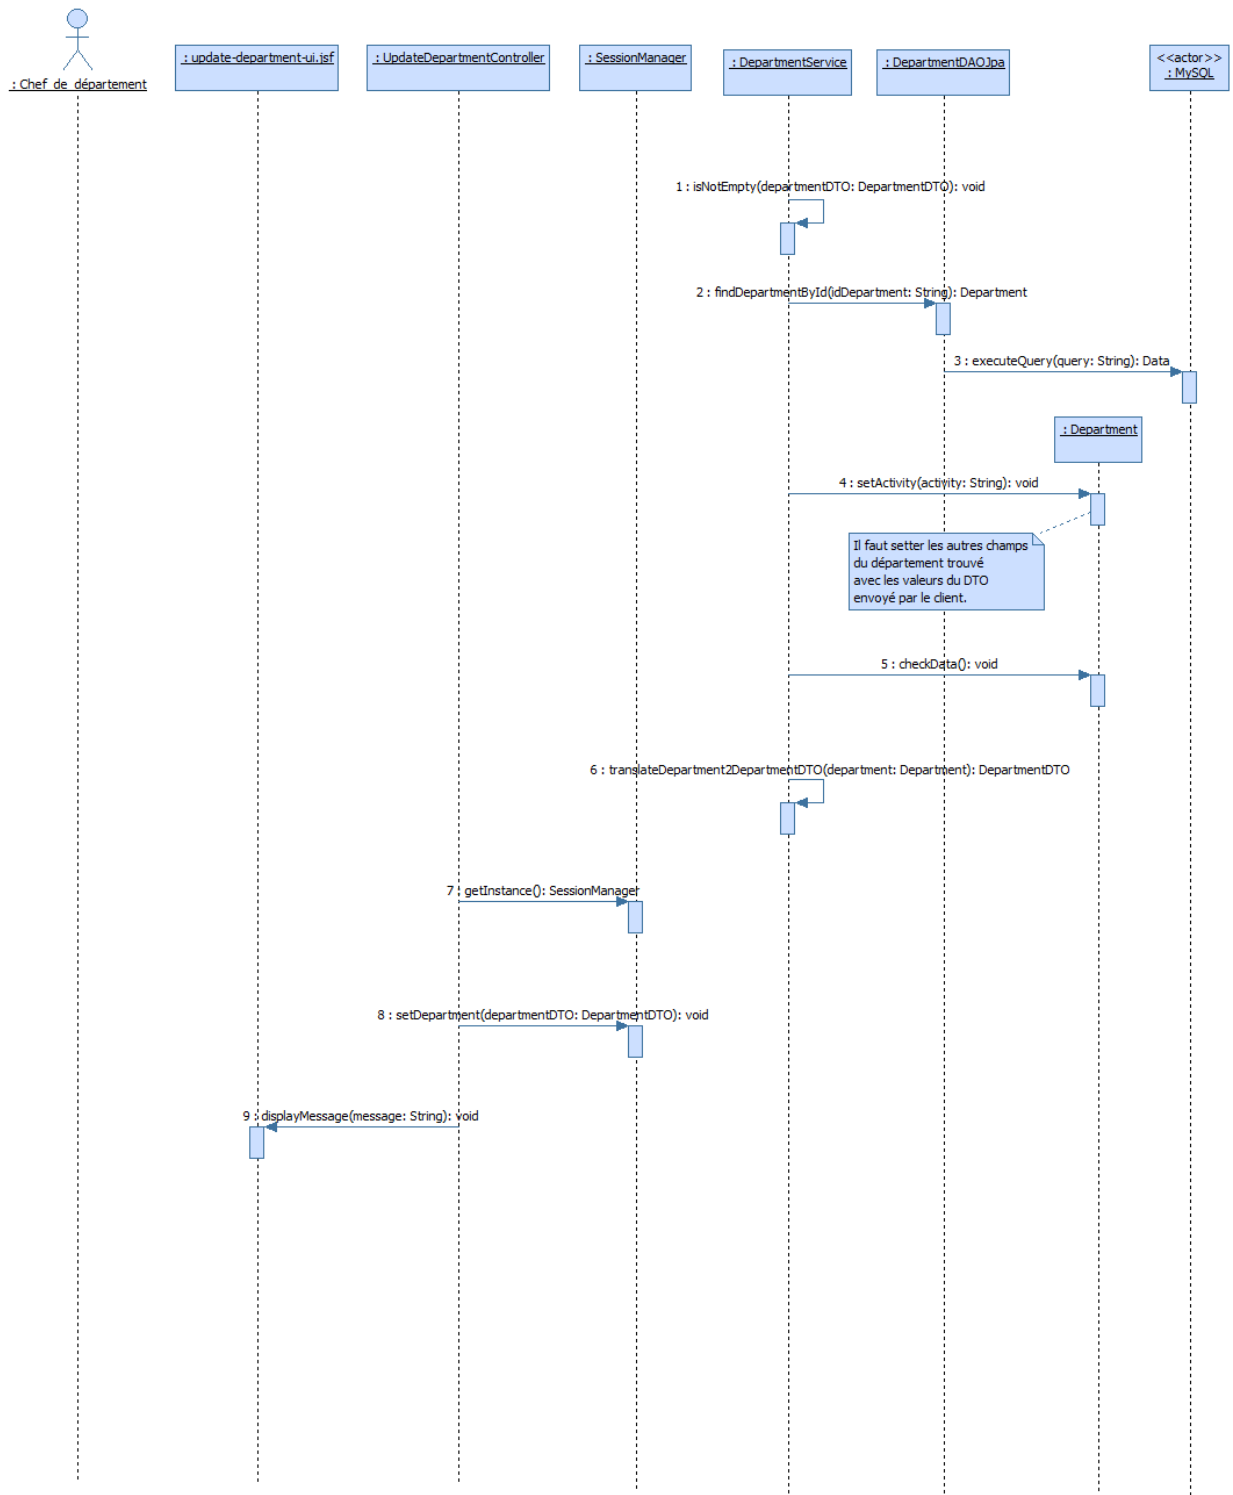 : Chef de département
: update-department-ui.jsf
: UpdateDepartmentController
: SessionManager
: DepartmentService
: DepartmentDAOJpa
<<actor>>
: MySQL
1 : isNotEmpty(departmentDTO: DepartmentDTO): void
2 : findDepartmentById(idDepartment: String): Department
3 : executeQuery(query: String): Data
: Department
4 : setActivity(activity: String): void
Il faut setter les autres champs
du département trouvé
avec les valeurs du DTO
envoyé par le client.
5 : checkData(): void
6 : translateDepartment2DepartmentDTO(department: Department): DepartmentDTO
7 : getInstance(): SessionManager
8 : setDepartment(departmentDTO: DepartmentDTO): void
9 : displayMessage(message: String): void